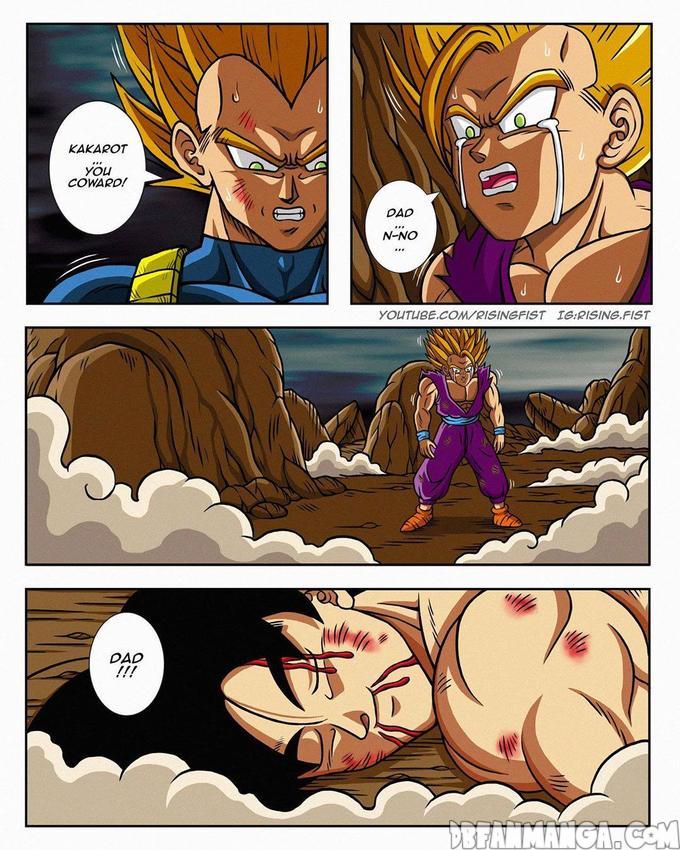 KAKAROT
...
YOU
COWARD!
DAD
...
N-NO
...
YOUTUBE.COM/RISINGFIST IG:RISING.FIST
DAD
!!!
DBFANMANGA.COM